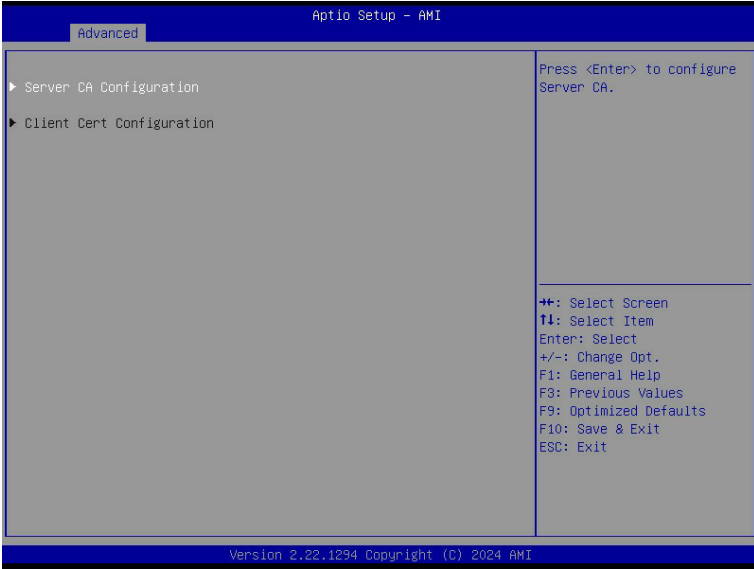 Aptio Setup – AMI
Advanced
▶ Server CA Configuration
▶ Client Cert Configuration
Press <Enter> to configure
Server CA.
→←: Select Screen
↑↓: Select Item
Enter: Select
+/-: Change Opt.
F1: General Help
F3: Previous Values
F9: Optimized Defaults
F10: Save & Exit
ESC: Exit
Version 2.22.1294 Copyright (C) 2024 AMI